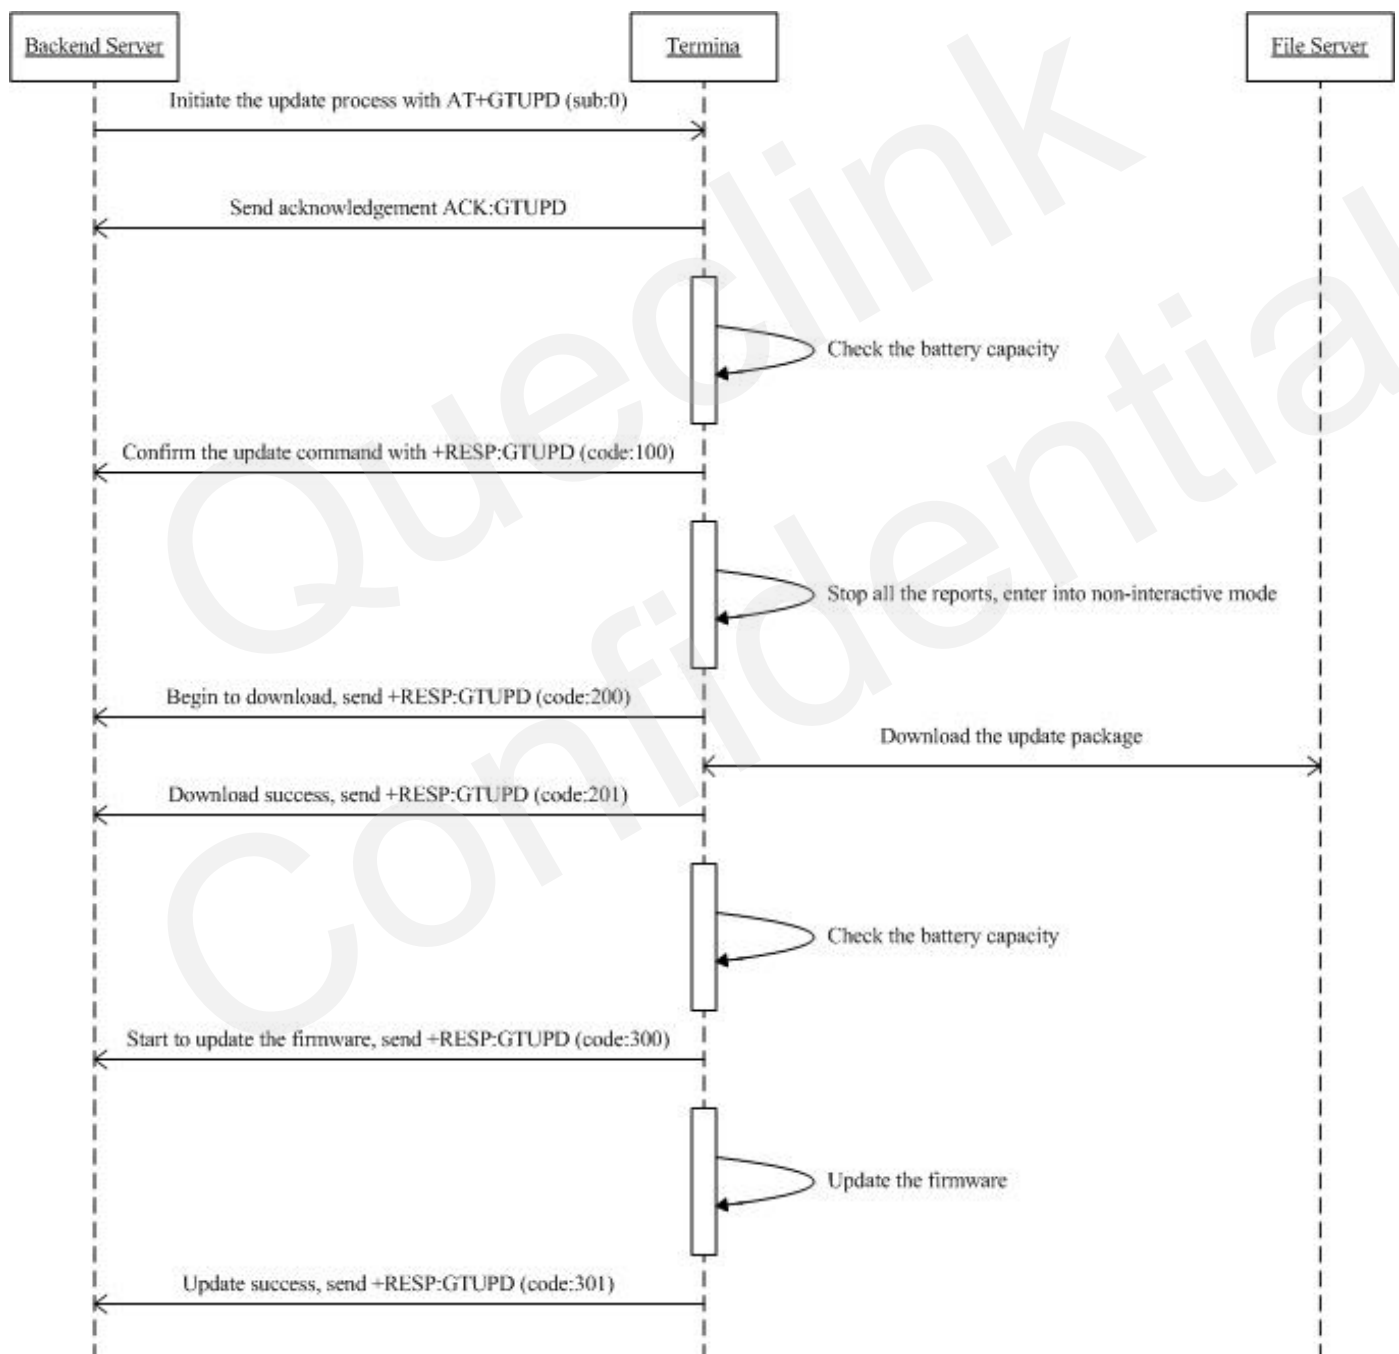 Backend Server
Termina
File Server
Initiate the update process with AT+GTUPD (sub:0)
Send acknowledgement ACK:GTUPD
Check the battery capacity
Confirm the update command with +RESP:GTUPD (code:100)
Stop all the reports, enter into non-interactive mode
Begin to download, send +RESP:GTUPD (code:200)
Download the update package
Download success, send +RESP:GTUPD (code:201)
Check the battery capacity
Start to update the firmware, send +RESP:GTUPD (code:300)
Update the firmware
Update success, send +RESP:GTUPD (code:301)
Queclink
Confidential